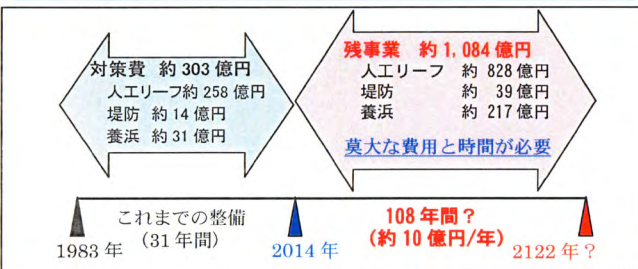 対策費 約303億円
人工リーフ約258億円
堤防 約14億円
養浜 約31億円
残事業 約1,084億円
人工リーフ 約 828億円
堤防 約 39億円
養浜 約217億円
莫大な費用と時間が必要
これまでの整備
（31年間）
108年間？
（約10億円/年）
1983年
2014年
2122年？